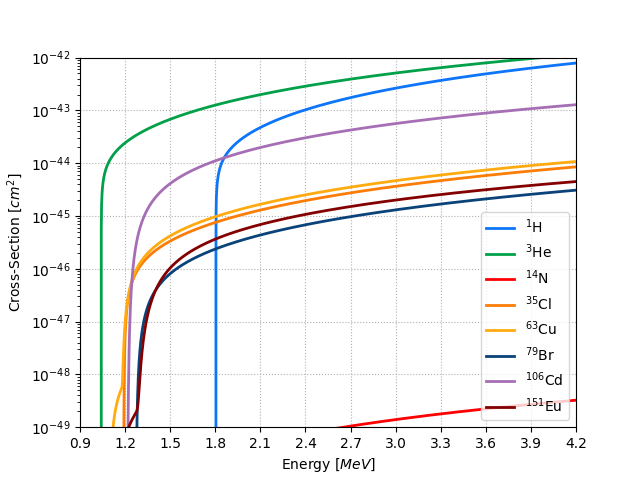 10⁻⁴²
10⁻⁴³
10⁻⁴⁴
10⁻⁴⁵
10⁻⁴⁶
10⁻⁴⁷
10⁻⁴⁸
10⁻⁴⁹
Cross-Section [cm²]
0.9 1.2 1.5 1.8 2.1 2.4 2.7 3.0 3.3 3.6 3.9 4.2
Energy [MeV]
¹H
³He
¹⁴N
³⁵Cl
⁶³Cu
⁷⁹Br
¹⁰⁶Cd
¹⁵¹Eu